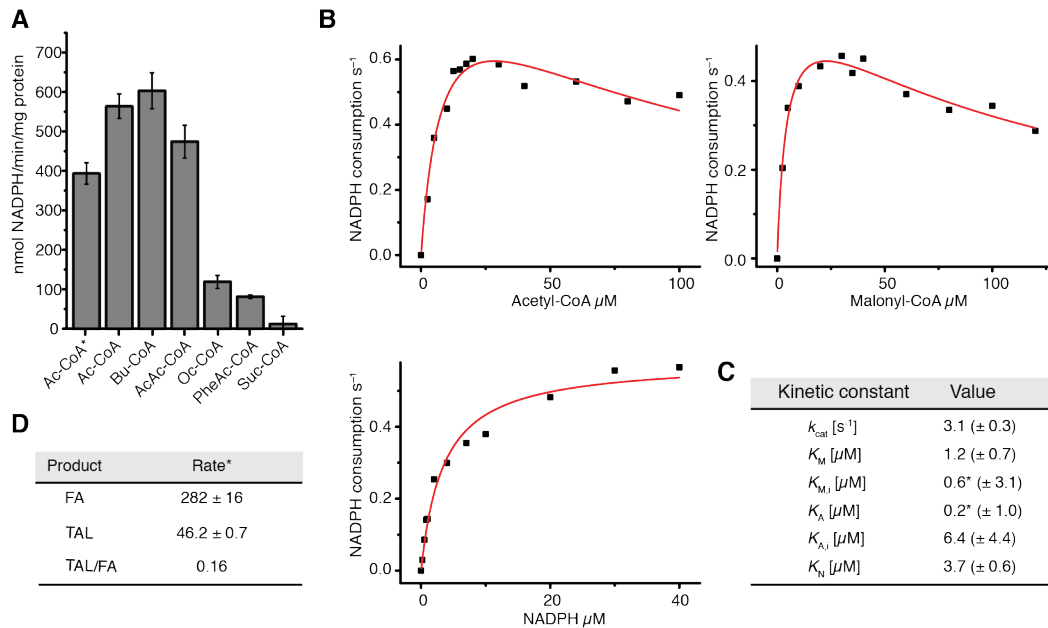 A
nmol NADPH/min/mg protein
700
600
500
400
300
200
100
0
Ac-CoA*
Ac-CoA
Bu-CoA
AcAc-CoA
Oc-CoA
PheAc-CoA
Suc-CoA
B
NADPH consumption s⁻¹
0.6
0.4
0.2
0.0
0
50
100
Acetyl-CoA µM
NADPH consumption s⁻¹
0.4
0.2
0.0
0
50
100
Malonyl-CoA µM
NADPH consumption s⁻¹
0.4
0.2
0.0
0
20
40
NADPH µM
C
Kinetic constant Value
kcat [s⁻¹] 3.1 (± 0.3)
KM [µM] 1.2 (± 0.7)
KM,i [µM] 0.6* (± 3.1)
KA [µM] 0.2* (± 1.0)
KA,i [µM] 6.4 (± 4.4)
KN [µM] 3.7 (± 0.6)
D
Product Rate*
FA 282 ± 16
TAL 46.2 ± 0.7
TAL/FA 0.16